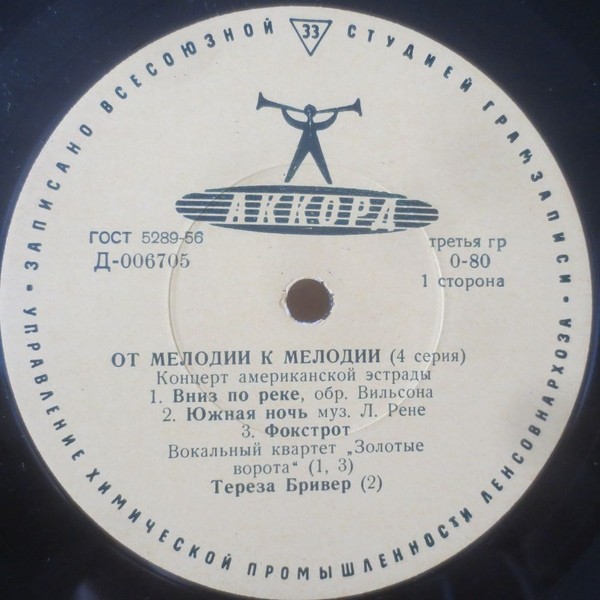 ЗАПИСАНО ВСЕСОЮЗНОЙ СТУДИЕЙ ГРАМЗАПИСИ •
УПРАВЛЕНИЕ ХИМИЧЕСКОЙ ПРОМЫШЛЕННОСТИ ЛЕНСОВНАРХОЗА •
33
АККОРД
ГОСТ 5289-56
Д-006705
третья гр
0-80
1 сторона
ОТ МЕЛОДИИ К МЕЛОДИИ (4 серия)
Концерт американской эстрады
1. Вниз по реке, обр. Вильсона
2. Южная ночь муз. Л. Рене
3. Фокстрот
Вокальный квартет „Золотые
ворота“ (1, 3)
Тереза Бривер (2)